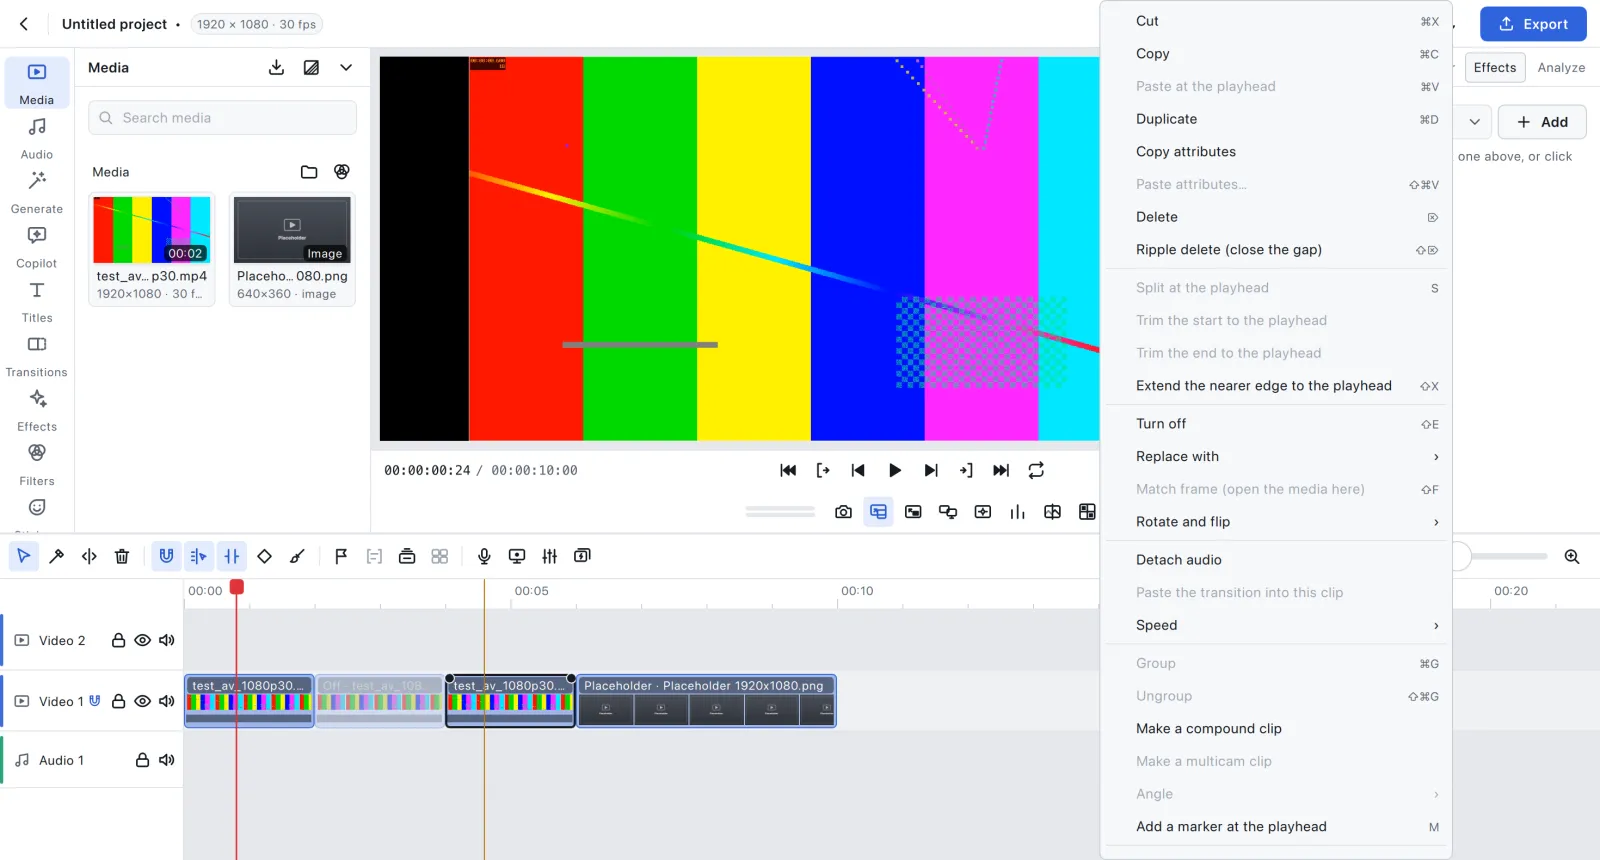 Untitled project •
1920 × 1080 · 30 fps
Export
Media
Audio
Generate
Copilot
Titles
Transitions
Effects
Filters
Media
Search media
Media
00:02
test_av_... p30.mp4
1920×1080 · 30 f...
Placeholder
Image
Placeho... 080.png
640×360 · image
00:00:00:24 / 00:00:10:00
Effects
Analyze
Add
one above, or click
Cut ⌘X
Copy ⌘C
Paste at the playhead ⌘V
Duplicate ⌘D
Copy attributes
Paste attributes... ⇧⌘V
Delete ⌦
Ripple delete (close the gap) ⇧⌦
Split at the playhead S
Trim the start to the playhead
Trim the end to the playhead
Extend the nearer edge to the playhead ⇧X
Turn off ⇧E
Replace with
Match frame (open the media here) ⇧F
Rotate and flip
Detach audio
Paste the transition into this clip
Speed
Group ⌘G
Ungroup ⇧⌘G
Make a compound clip
Make a multicam clip
Angle
Add a marker at the playhead M
00:00
00:05
00:10
00:20
Video 2
Video 1
test_av_1080p30....
Off · test_av_108...
test_av_1080p30....
Placeholder · Placeholder 1920x1080.png
Audio 1